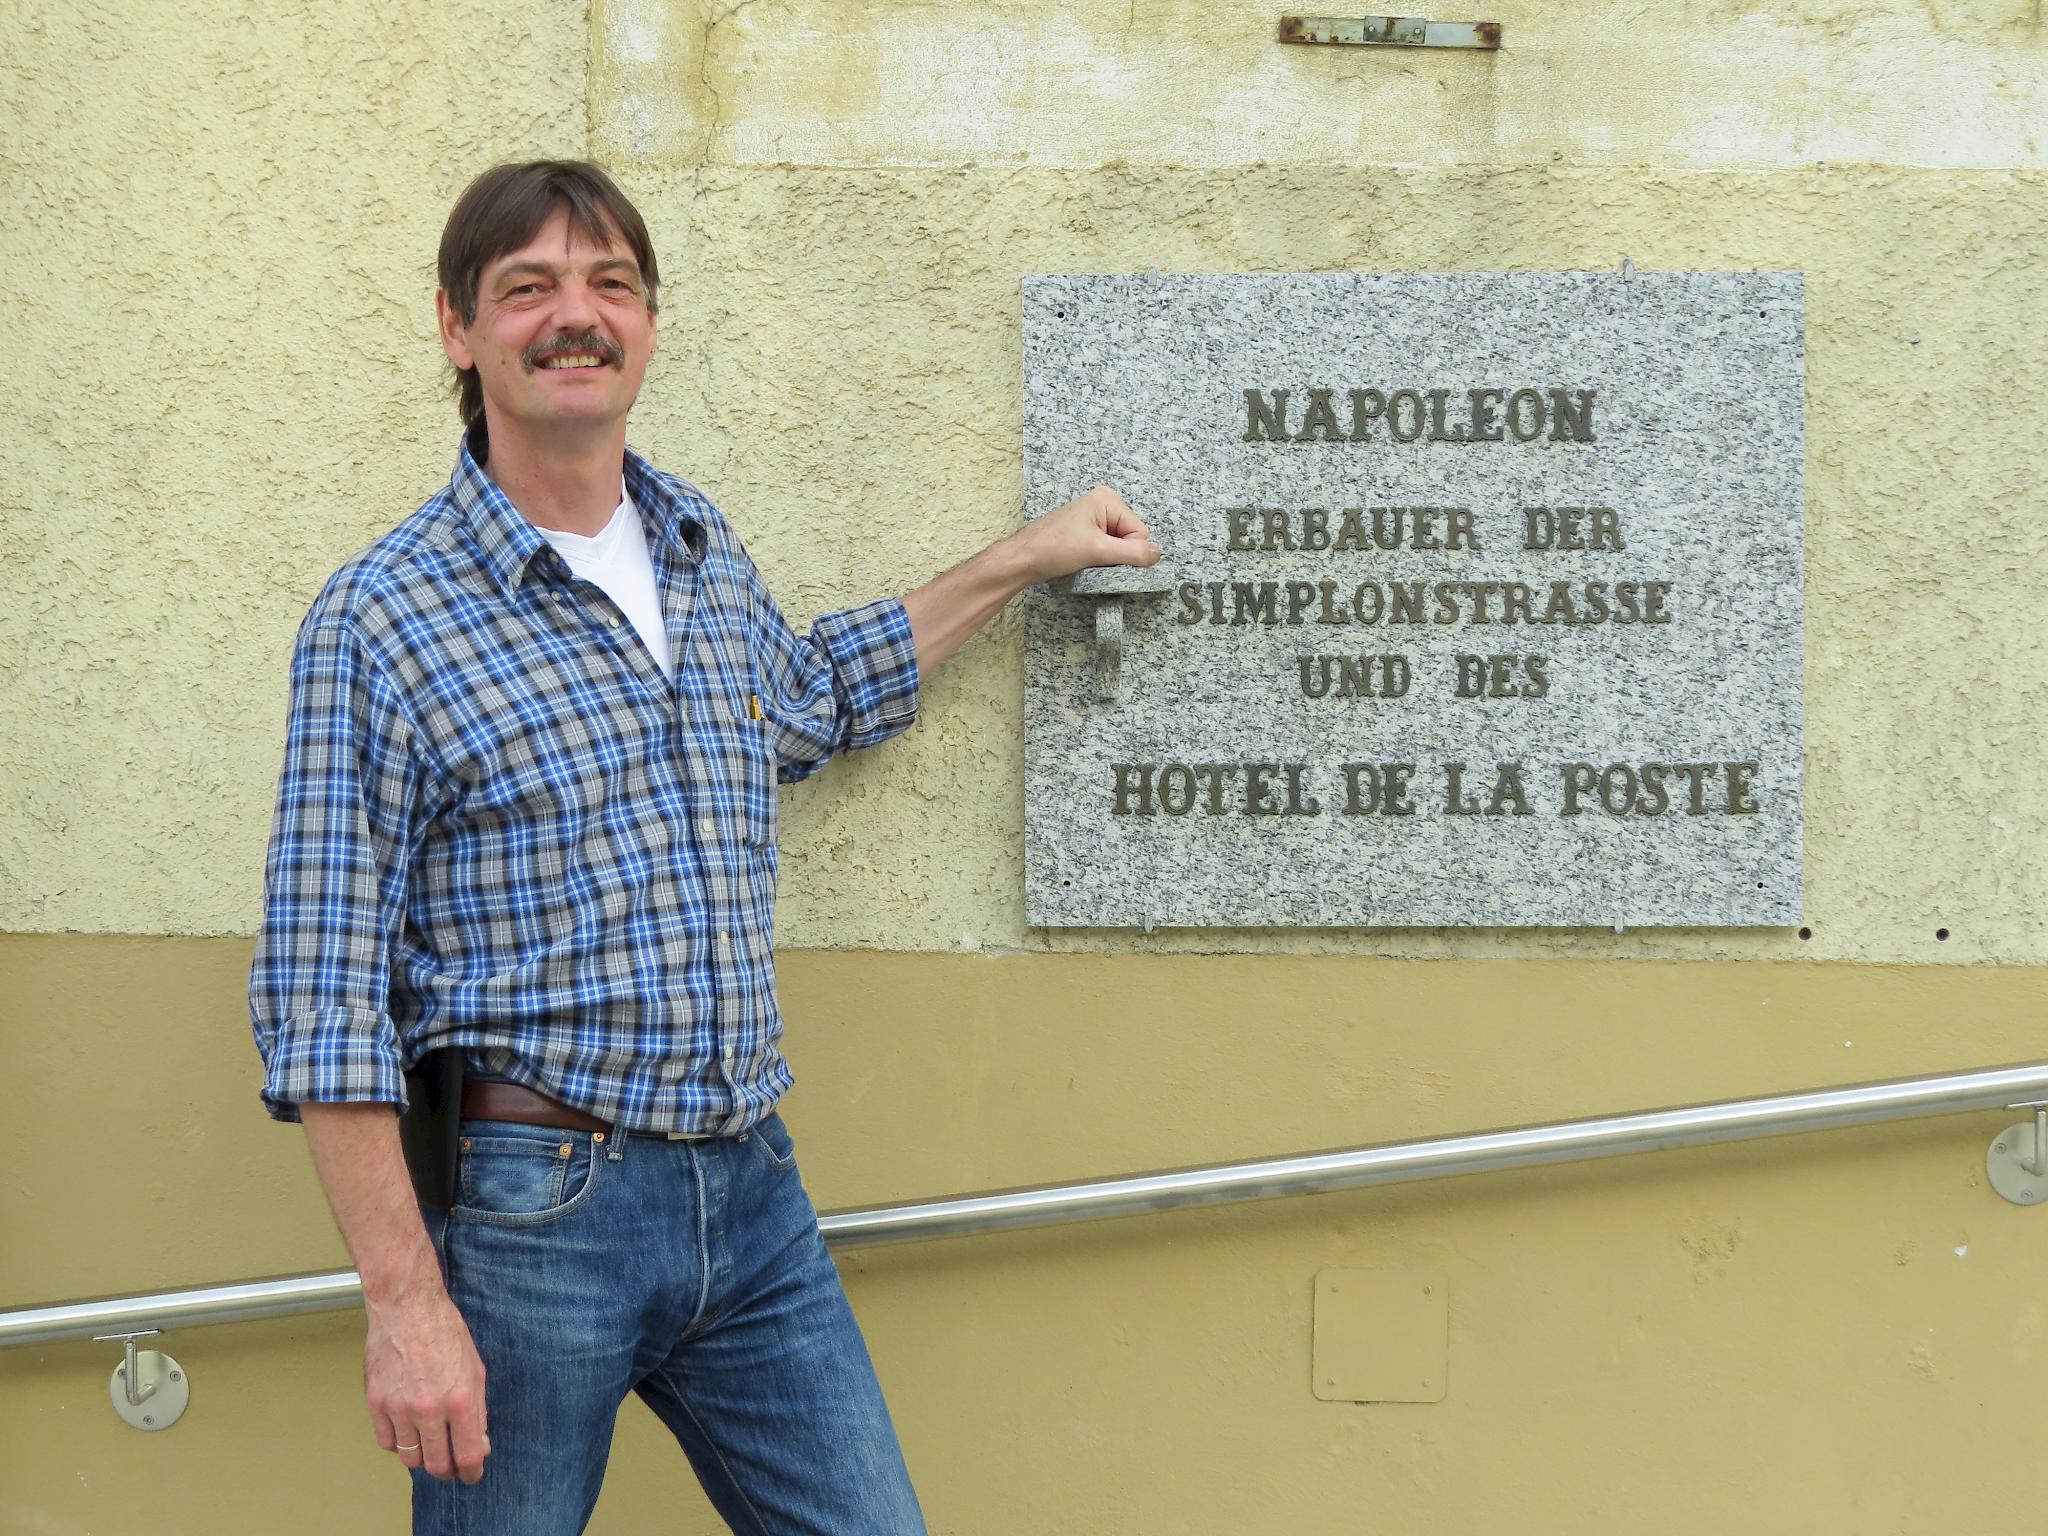 NAPOLEON
ERBAUER DER
SIMPLONSTRASSE
UND DES
HOTEL DE LA POSTE